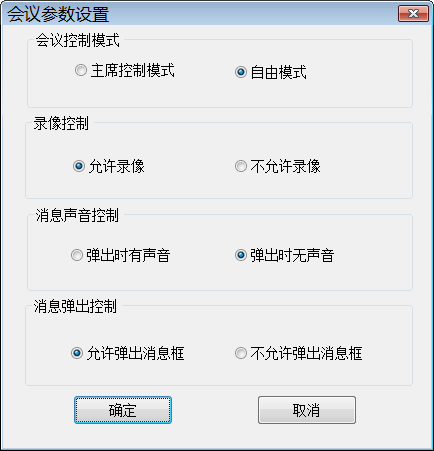 会议参数设置
会议控制模式
主席控制模式 自由模式
录像控制
允许录像 不允许录像
消息声音控制
弹出时有声音 弹出时无声音
消息弹出控制
允许弹出消息框 不允许弹出消息框
确定 取消